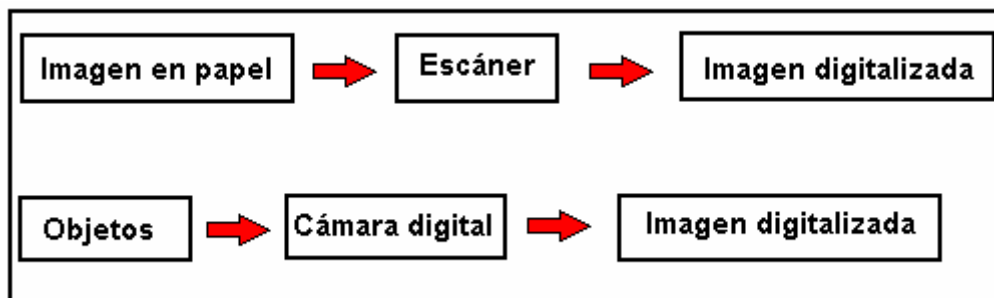 Imagen en papel
Escáner
Imagen digitalizada
Objetos
Cámara digital
Imagen digitalizada